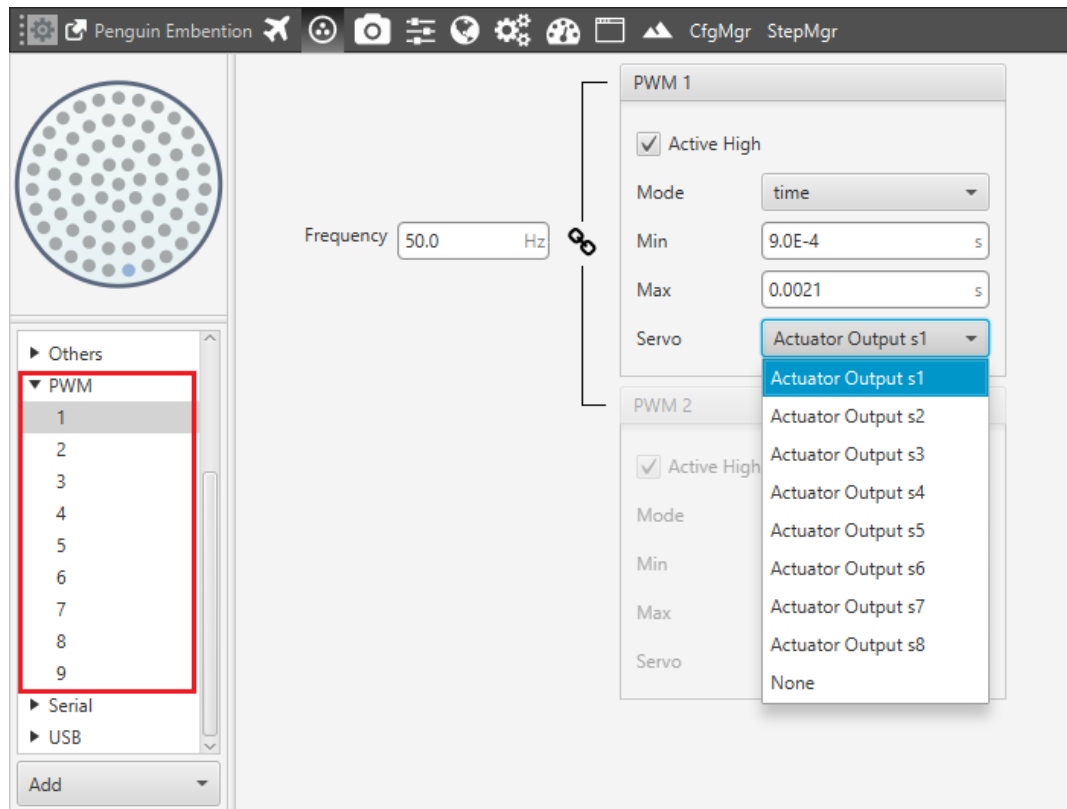 Penguin Embention CfgMgr StepMgr
Others
PWM
1
2
3
4
5
6
7
8
9
Serial
USB
Add
Frequency 50.0 Hz
PWM 1
Active High
Mode time
Min 9.0E-4 s
Max 0.0021 s
Servo Actuator Output s1
Actuator Output s1
Actuator Output s2
Actuator Output s3
Actuator Output s4
Actuator Output s5
Actuator Output s6
Actuator Output s7
Actuator Output s8
None
PWM 2
Active High
Mode
Min
Max
Servo